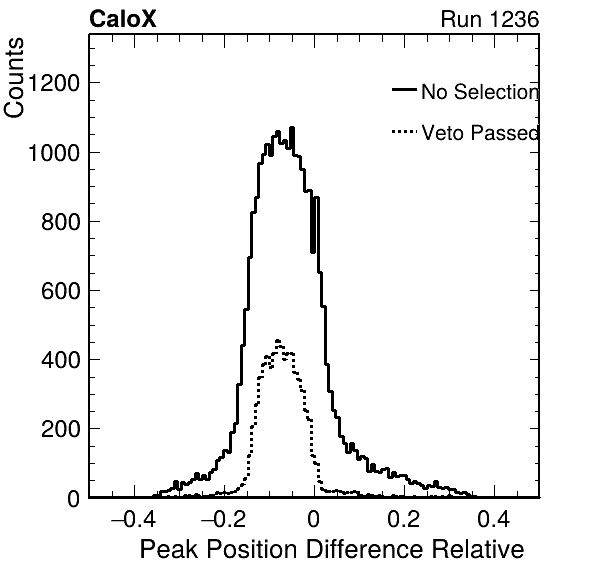 CaloX Run 1236
Counts
1200
1000
800
600
400
200
0
No Selection
Veto Passed
−0.4 −0.2 0 0.2 0.4
Peak Position Difference Relative